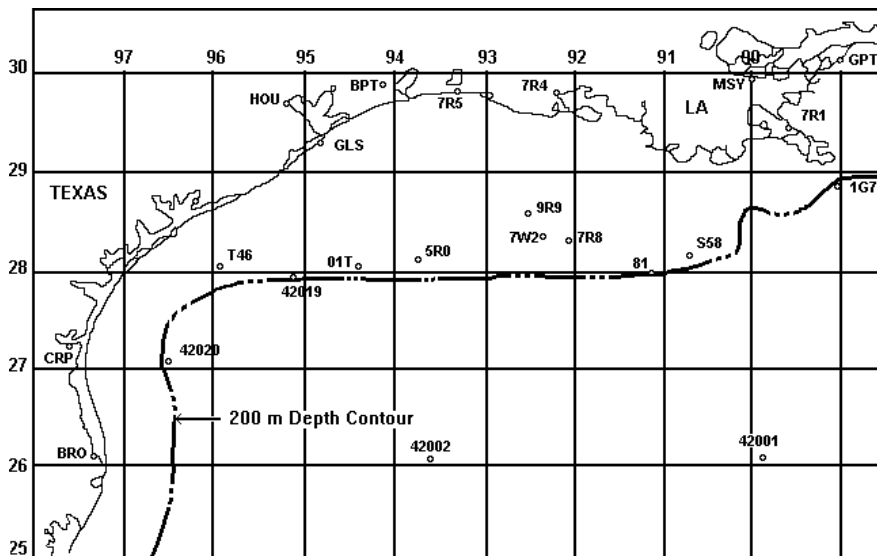 97 96 95 94 93 92 91 90
GPT
30
BPT
7R4
MSY
HOU
7R5
LA
7R1
GLS
29
TEXAS
1G7
9R9
7W2 7R8
S58
T46
01T
5R0
81
28
42019
42020
CRP
27
200 m Depth Contour
42002
42001
BRO
26
25